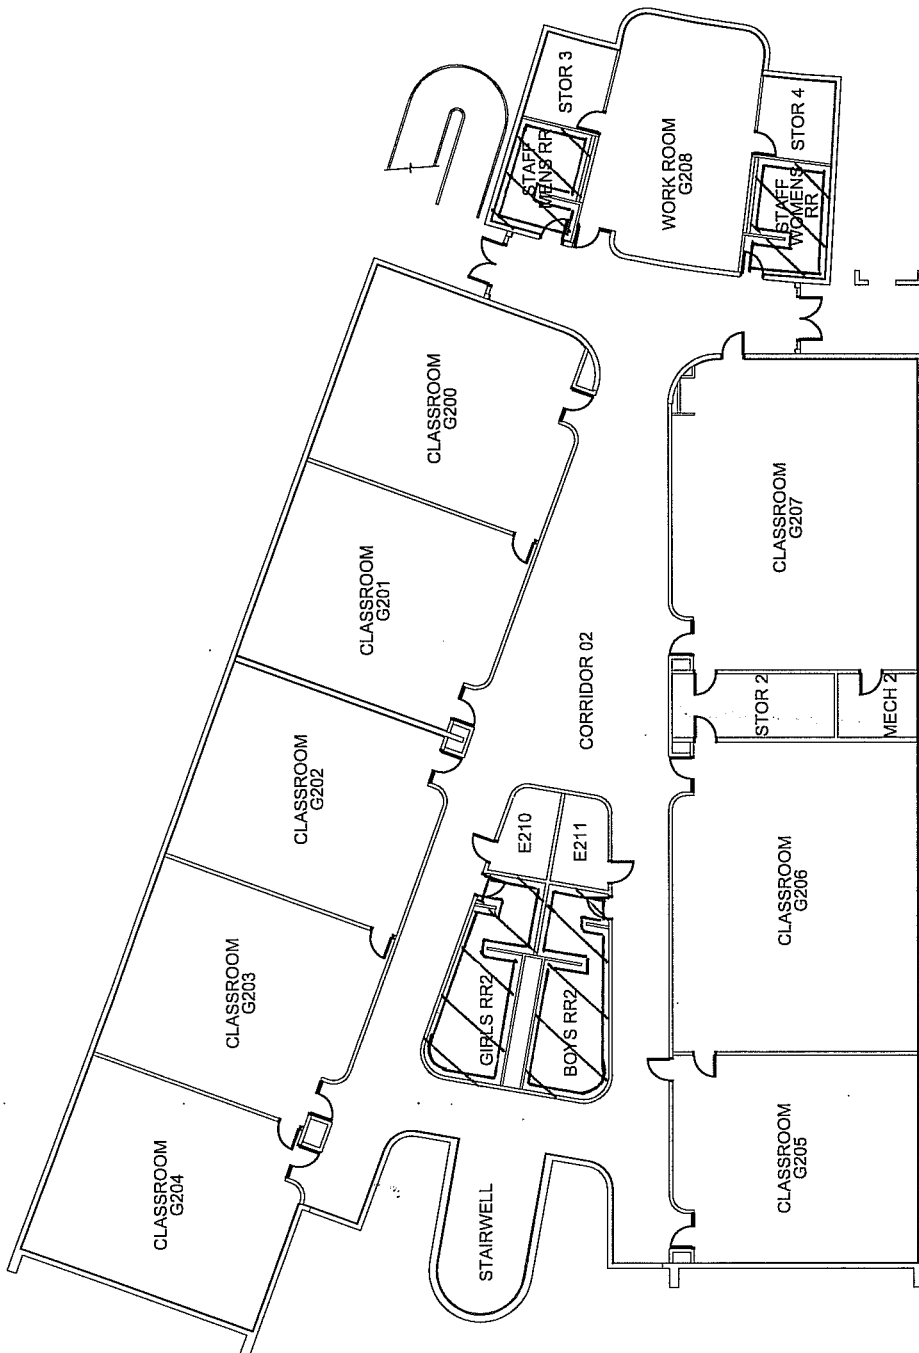 STOR 3
STAFF
MENS RR
WORK ROOM
G208
STOR 4
STAFF
WOMENS
RR
CLASSROOM
G200
CLASSROOM
G201
CLASSROOM
G202
CLASSROOM
G203
CLASSROOM
G204
CORRIDOR 02
E210
E211
GIRLS RR2
BOYS RR2
STAIRWELL
CLASSROOM
G207
STOR 2
MECH 2
CLASSROOM
G206
CLASSROOM
G205